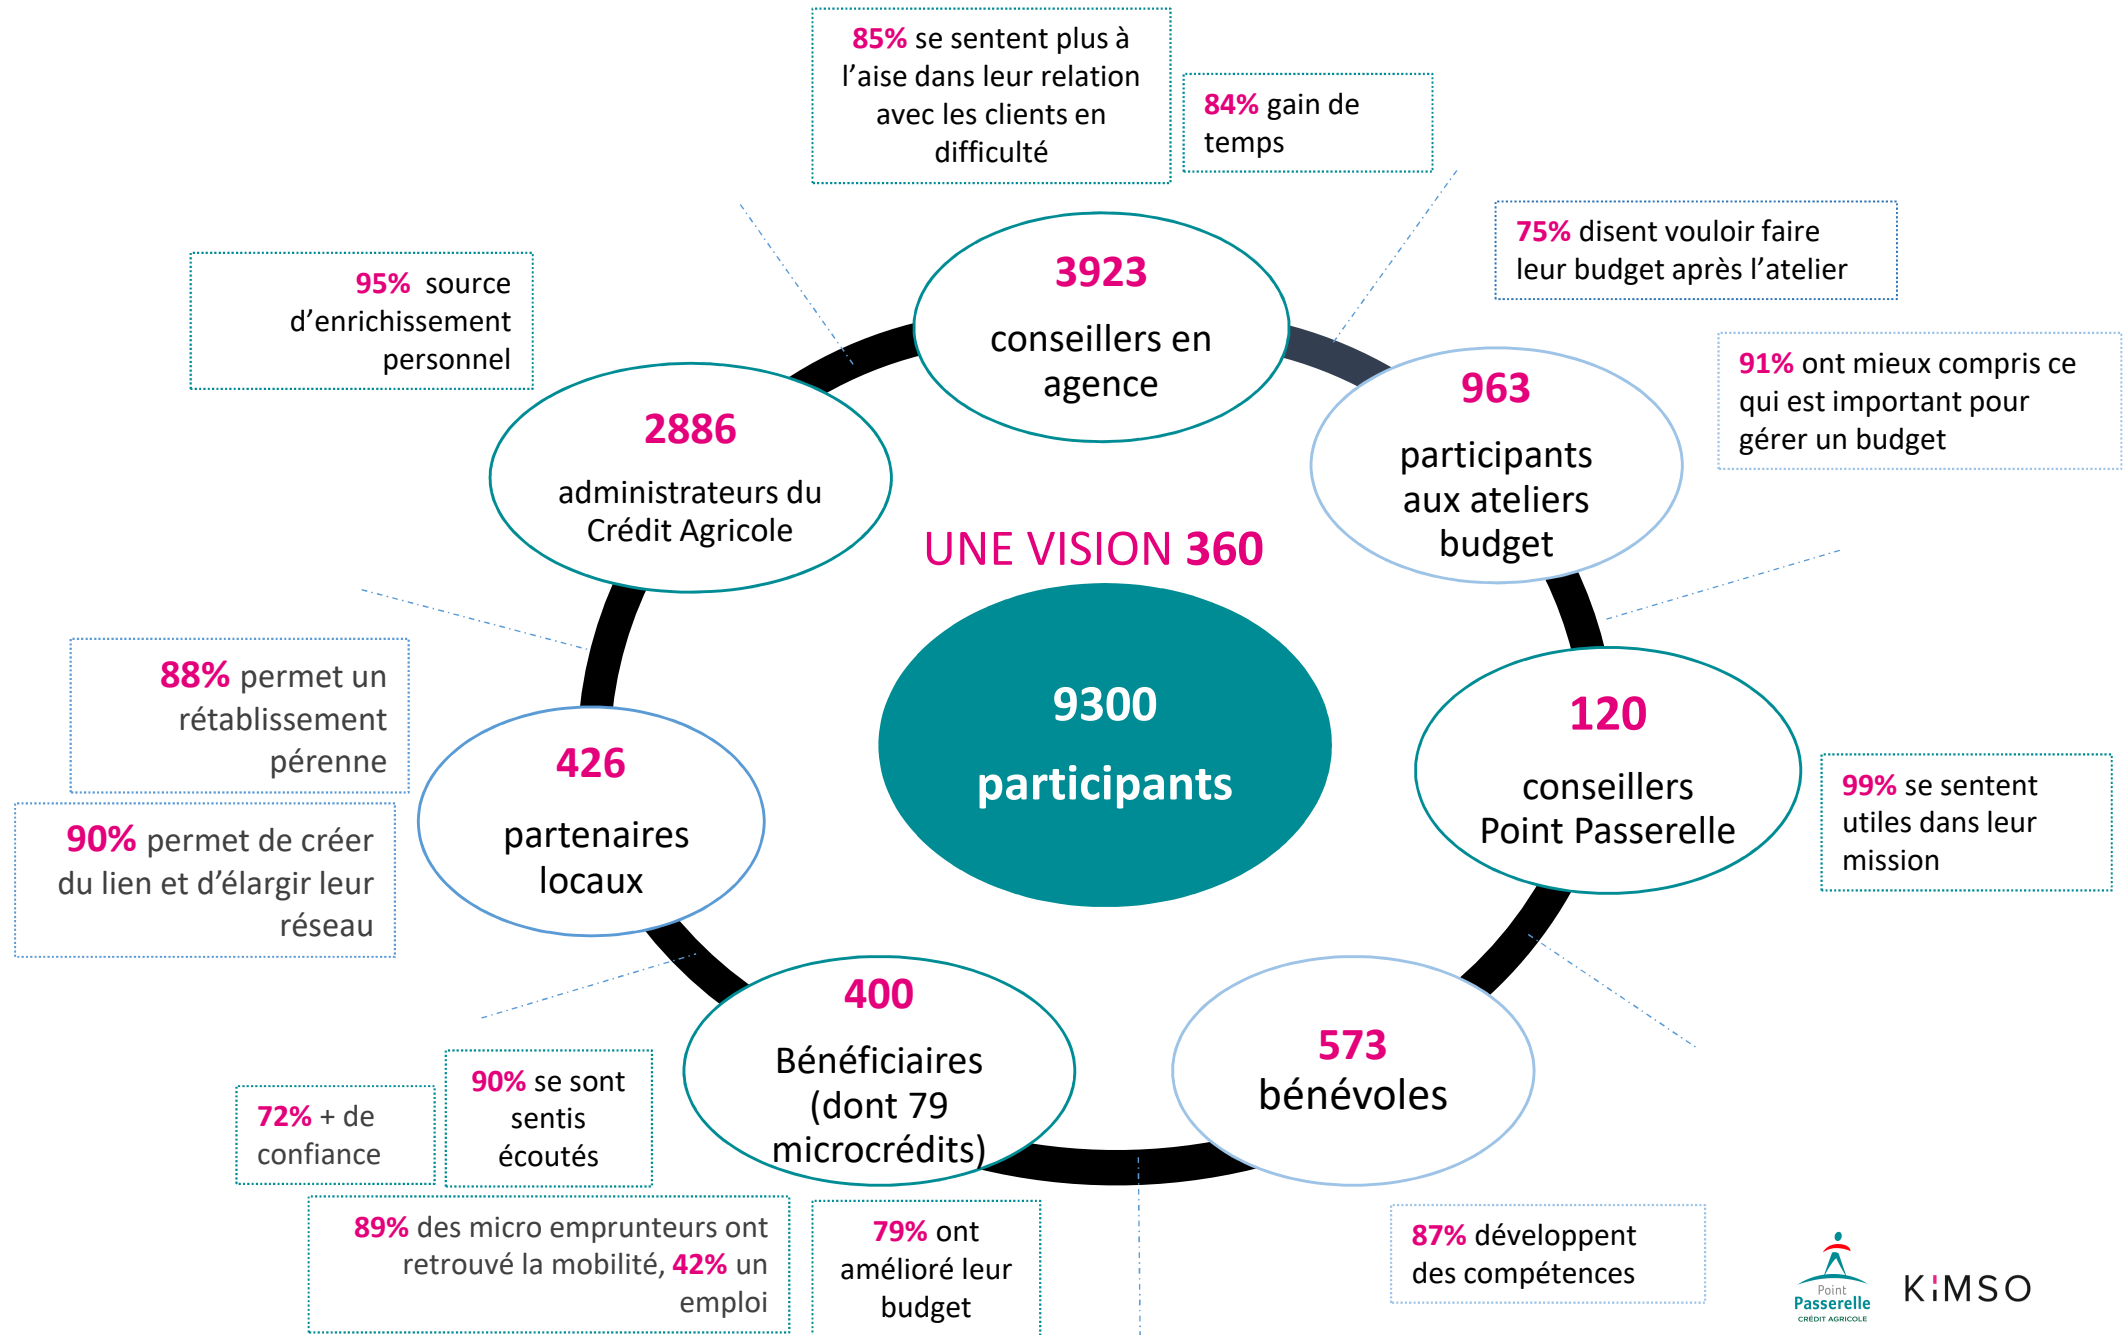 85% se sentent plus à
l’aise dans leur relation
avec les clients en
difficulté
84% gain de
temps
75% disent vouloir faire
leur budget après l’atelier
95% source
d’enrichissement
personnel
3923
conseillers en
agence
91% ont mieux compris ce
qui est important pour
gérer un budget
2886
administrateurs du
Crédit Agricole
963
participants
aux ateliers
budget
UNE VISION 360
9300
participants
88% permet un
rétablissement
pérenne
426
partenaires
locaux
120
conseillers
Point Passerelle
99% se sentent
utiles dans leur
mission
90% permet de créer
du lien et d’élargir leur
réseau
400
Bénéficiaires
(dont 79
microcrédits)
573
bénévoles
72% + de
confiance
90% se sont
sentis
écoutés
89% des micro emprunteurs ont
retrouvé la mobilité, 42% un
emploi
79% ont
amélioré leur
budget
87% développent
des compétences
Point
Passerelle
CRÉDIT AGRICOLE
KIMSO